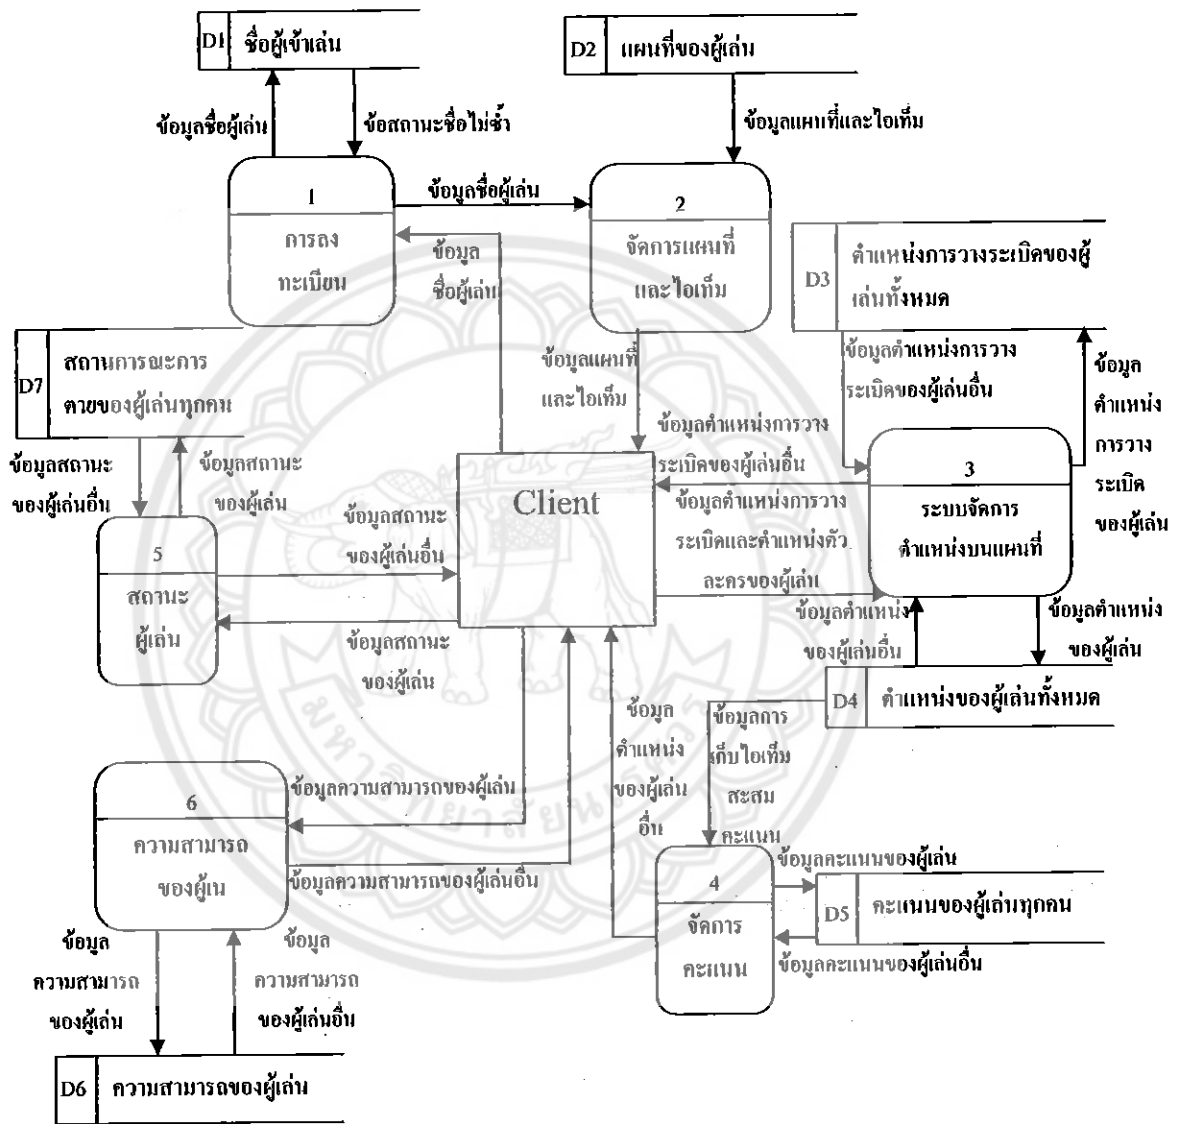 D1 ชื่อผู้เข้าเล่น
D2 แผนที่ของผู้เล่น
ข้อมูลชื่อผู้เล่น
ข้อสถานะชื่อไม่ซ้ำ
ข้อมูลแผนที่และไอเท็ม
1
การลง
ทะเบียน
ข้อมูลชื่อผู้เล่น
2
จัดการแผนที่
และไอเท็ม
ข้อมูล
ชื่อผู้เล่น
D3
ตำแหน่งการวางระเบิดของผู้
เล่นทั้งหมด
D7
สถานการณะการ
ตายของผู้เล่นทุกคน
ข้อมูลแผนที่
และไอเท็ม
ข้อมูลตำแหน่งการวาง
ระเบิดของผู้เล่นอื่น
ข้อมูล
ตำแหน่ง
การวาง
ระเบิด
ของผู้เล่น
ข้อมูลสถานะ
ของผู้เล่นอื่น
ข้อมูลสถานะ
ของผู้เล่น
ข้อมูลตำแหน่งการวาง
ระเบิดของผู้เล่นอื่น
Client
3
ระบบจัดการ
ตำแหน่งบนแผนที่
ข้อมูลตำแหน่งการวาง
ระเบิดและตำแหน่งตัว
ละครของผู้เล่น
5
สถานะ
ผู้เล่น
ข้อมูลสถานะ
ของผู้เล่นอื่น
ข้อมูลสถานะ
ของผู้เล่น
ข้อมูลตำแหน่ง
ของผู้เล่นอื่น
ข้อมูลตำแหน่ง
ของผู้เล่น
D4 ตำแหน่งของผู้เล่นทั้งหมด
ข้อมูล
ตำแหน่ง
ของผู้เล่น
อื่น
ข้อมูลการ
เก็บไอเท็ม
สะสม
คะแนน
มหาวิทยาลัยนเรศวร
6
ความสามารถ
ของผู้เน
ข้อมูลความสามารถของผู้เล่น
ข้อมูลความสามารถของผู้เล่นอื่น
4
จัดการ
คะแนน
ข้อมูลคะแนนของผู้เล่น
D5 คะแนนของผู้เล่นทุกคน
ข้อมูลคะแนนของผู้เล่นอื่น
ข้อมูล
ความสามารถ
ของผู้เล่น
ข้อมูล
ความสามารถ
ของผู้เล่นอื่น
D6 ความสามารถของผู้เล่น